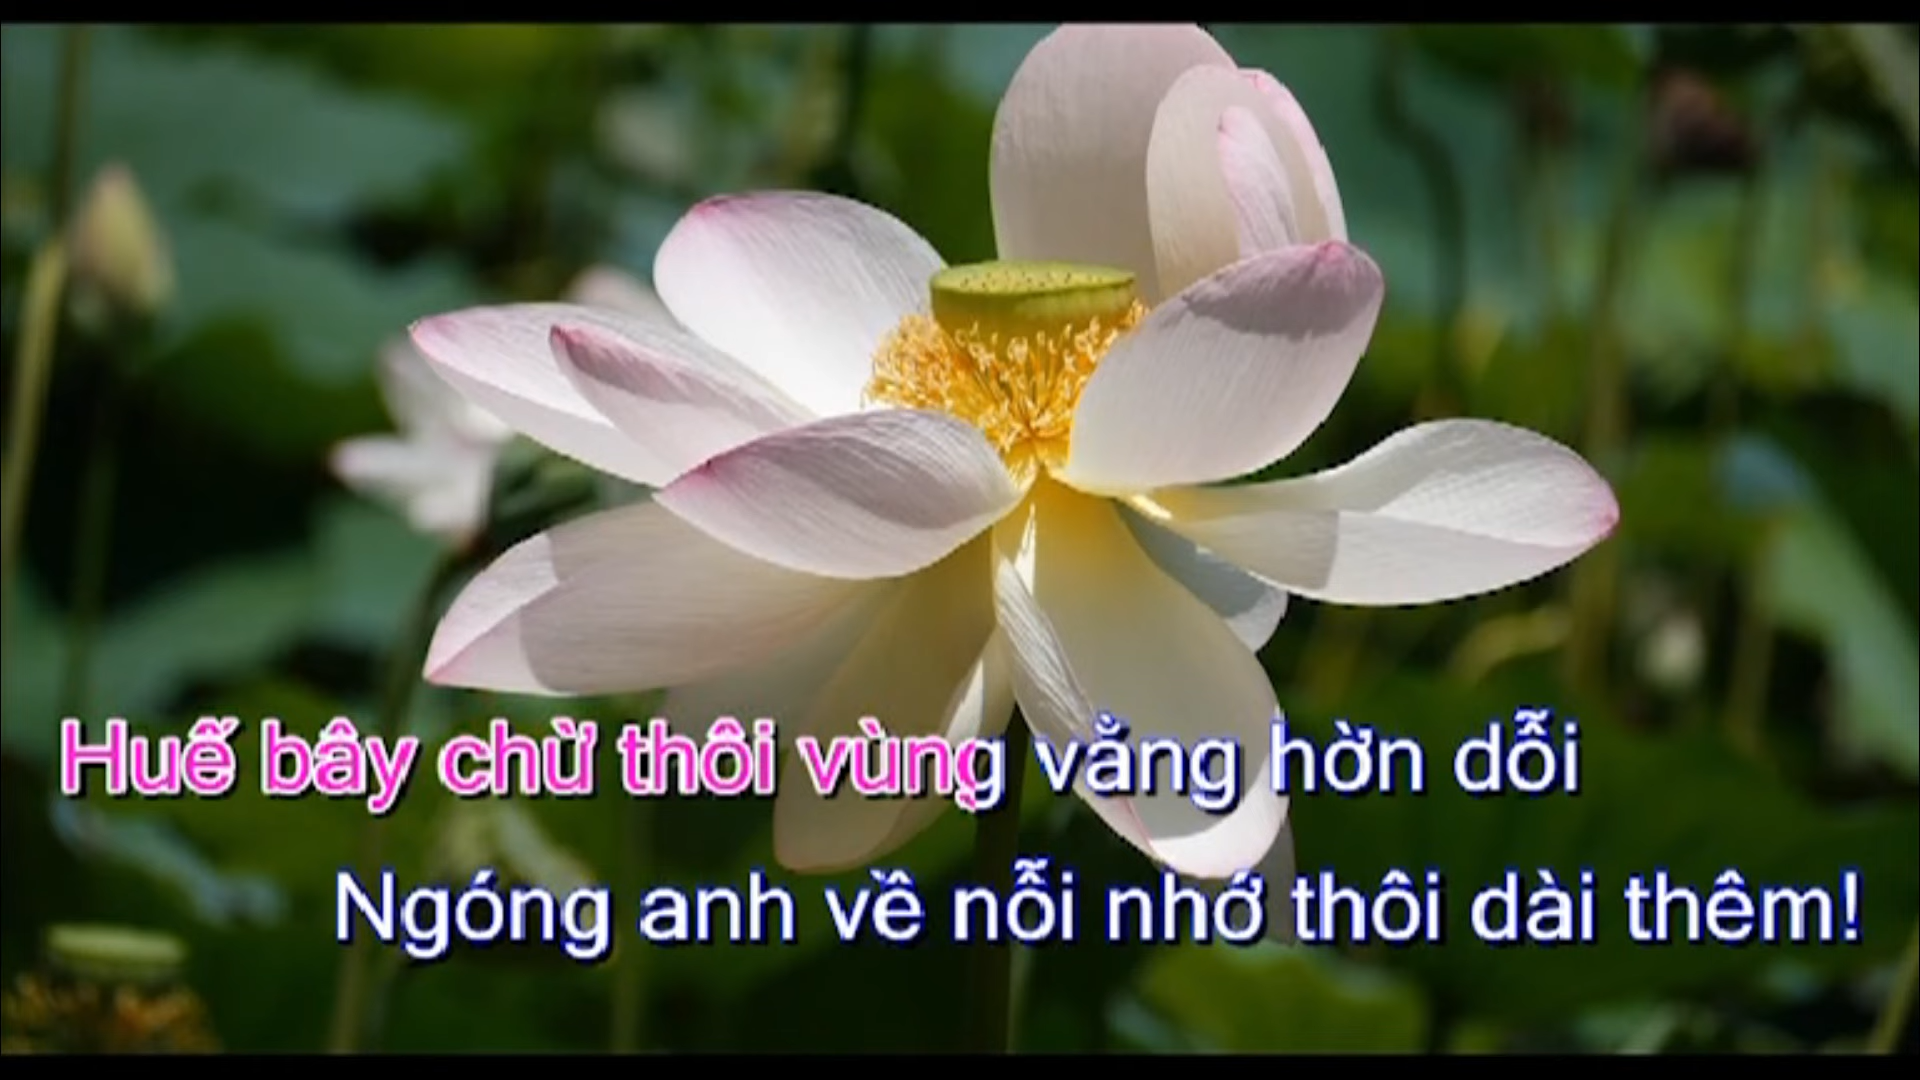 Huế bây chừ thôi vùng vẳng hờn dỗi
Ngóng anh về nỗi nhớ thôi dài thêm!